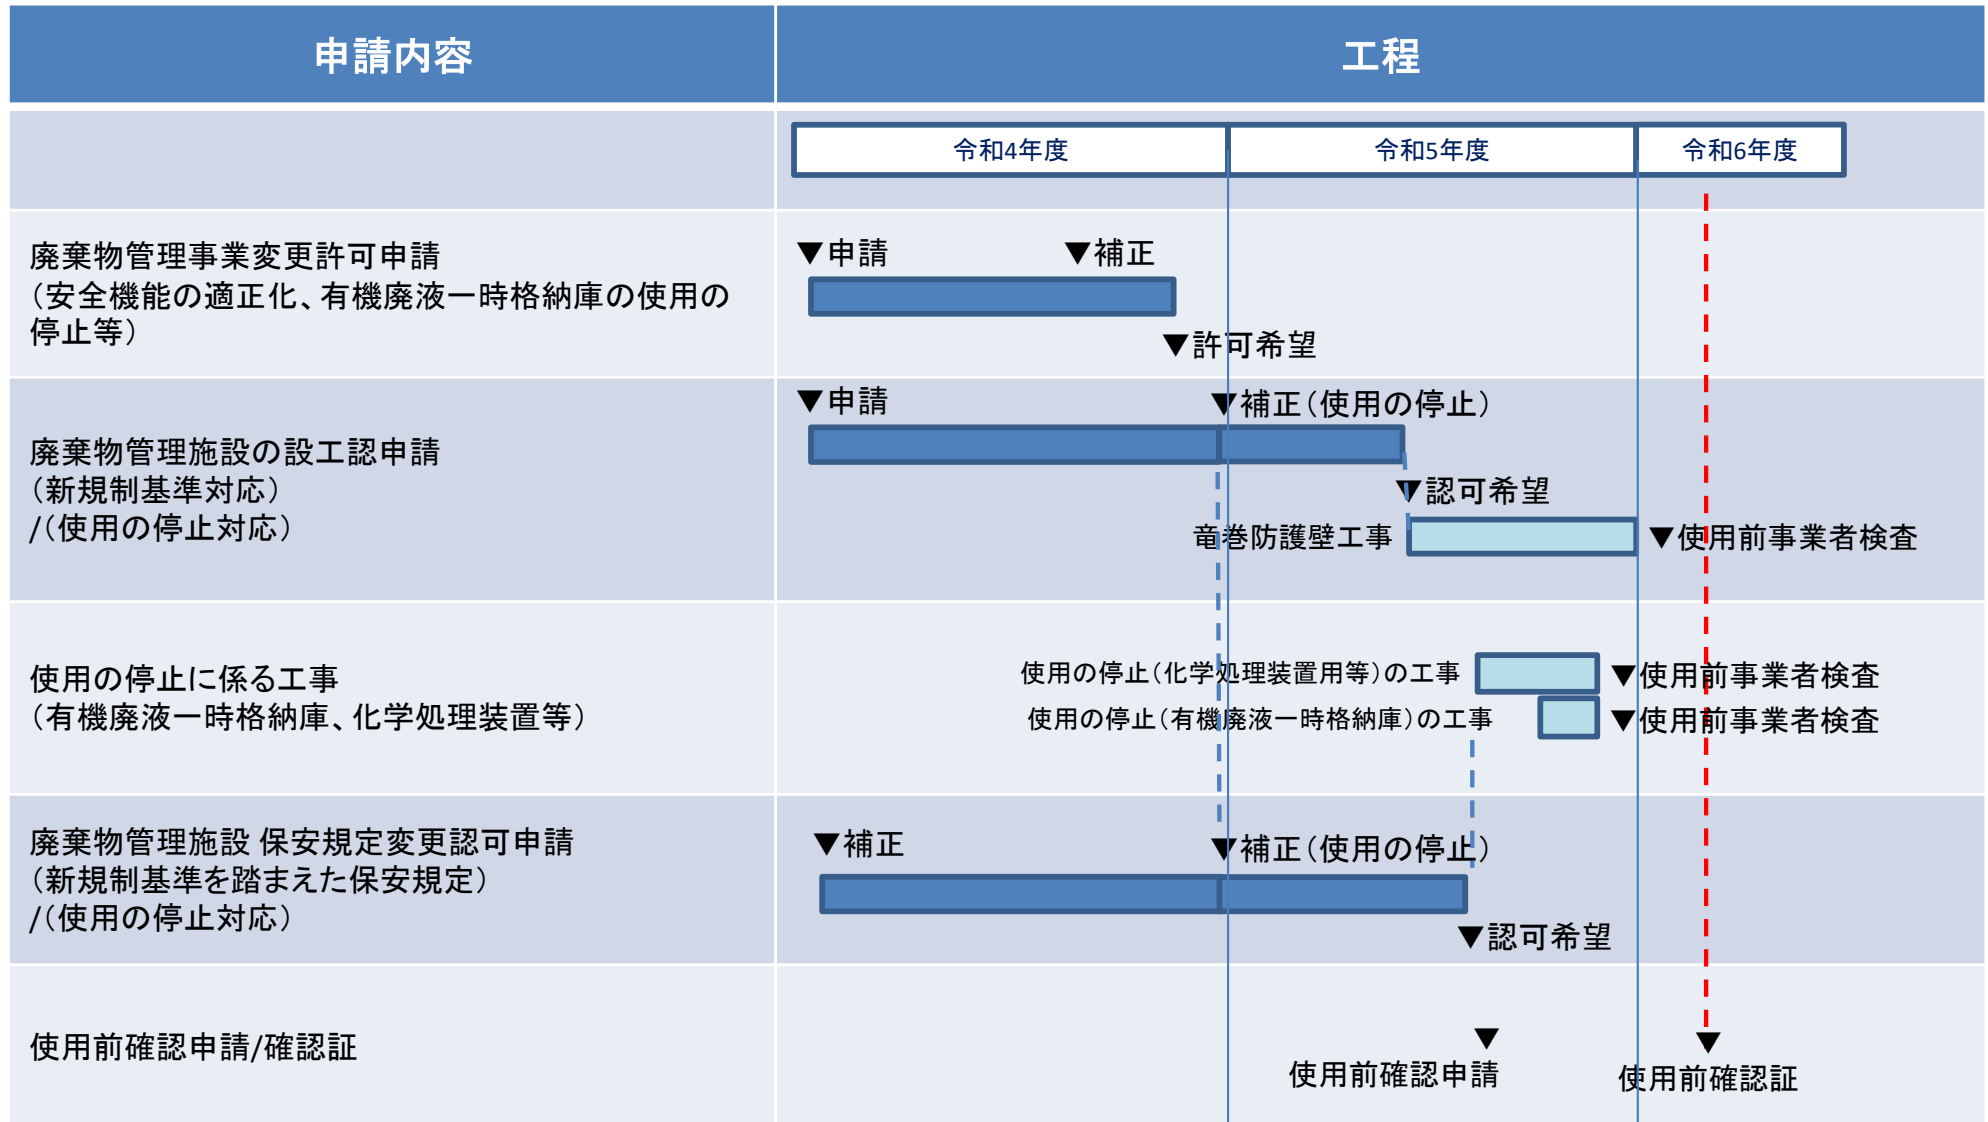 申請内容
工程
令和4年度
令和5年度
令和6年度
廃棄物管理事業変更許可申請
（安全機能の適正化、有機廃液一時格納庫の使用の
停止等）
▼申請
▼補正
▼許可希望
廃棄物管理施設の設工認申請
（新規制基準対応）
/（使用の停止対応）
▼申請
▼補正（使用の停止）
▼認可希望
竜巻防護壁工事
▼使用前事業者検査
使用の停止に係る工事
（有機廃液一時格納庫、化学処理装置等）
使用の停止（化学処理装置用等）の工事
▼使用前事業者検査
使用の停止（有機廃液一時格納庫）の工事
▼使用前事業者検査
廃棄物管理施設 保安規定変更認可申請
（新規制基準を踏まえた保安規定）
/（使用の停止対応）
▼補正
▼補正（使用の停止）
▼認可希望
使用前確認申請/確認証
▼
使用前確認申請
▼
使用前確認証